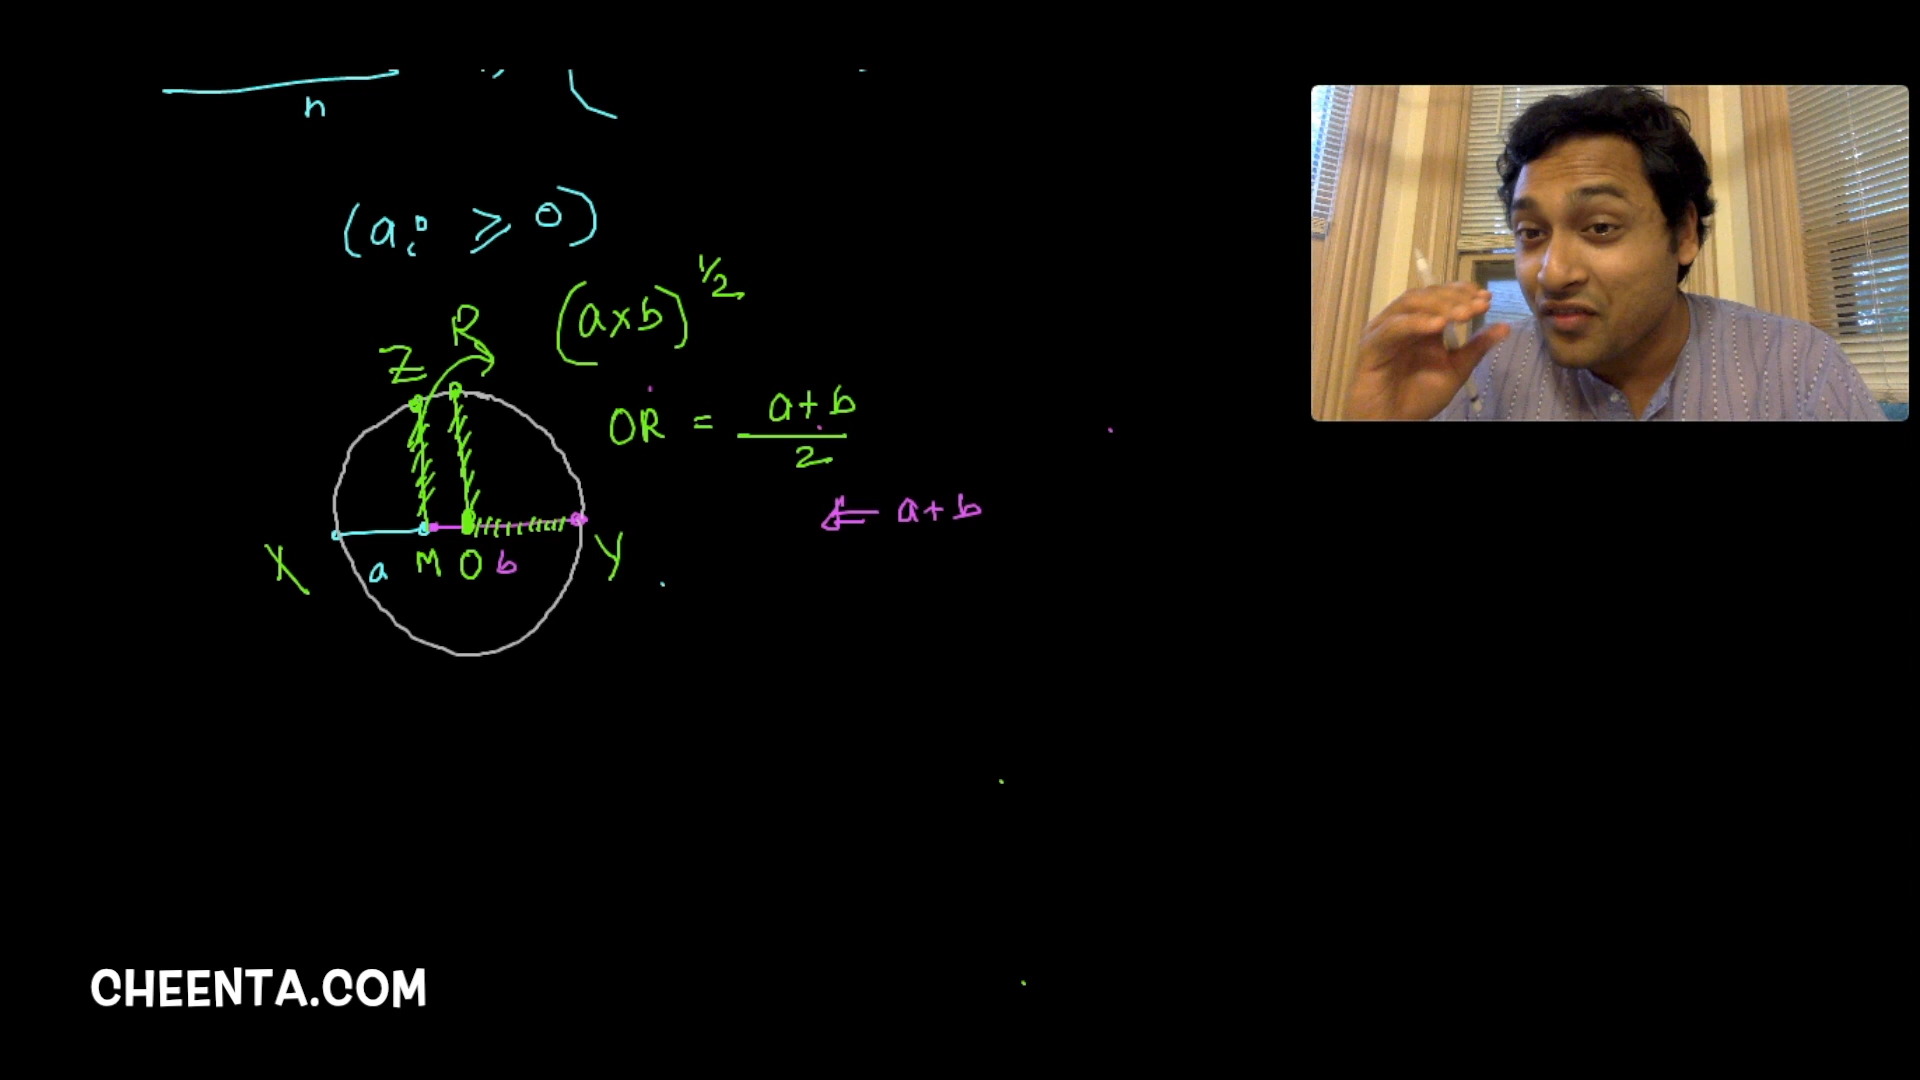 n
(aᵢ ≥ 0)
(a×b)^1/2
R
Z
OR = a+b / 2
⇐ a+b
X a M O b Y
CHEENTA.COM